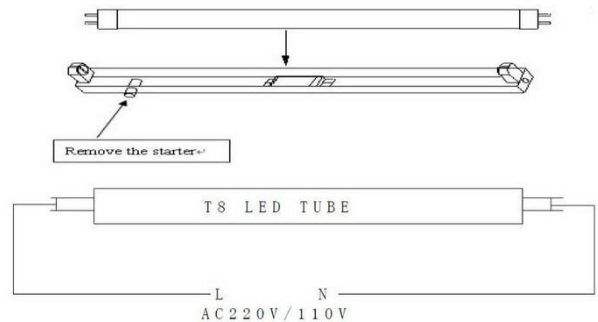 Remove the starter↵
T8 LED TUBE
L N
AC220V/110V